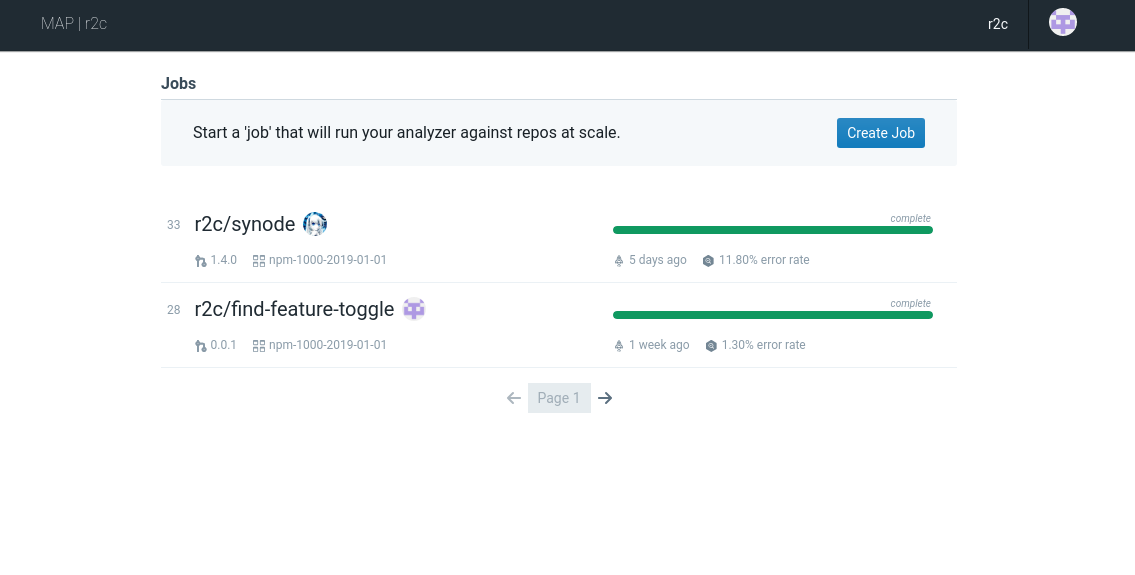 MAP | r2c
r2c
Jobs
Start a 'job' that will run your analyzer against repos at scale.
Create Job
33
r2c/synode
complete
1.4.0
npm-1000-2019-01-01
5 days ago
11.80% error rate
28
r2c/find-feature-toggle
complete
0.0.1
npm-1000-2019-01-01
1 week ago
1.30% error rate
Page 1